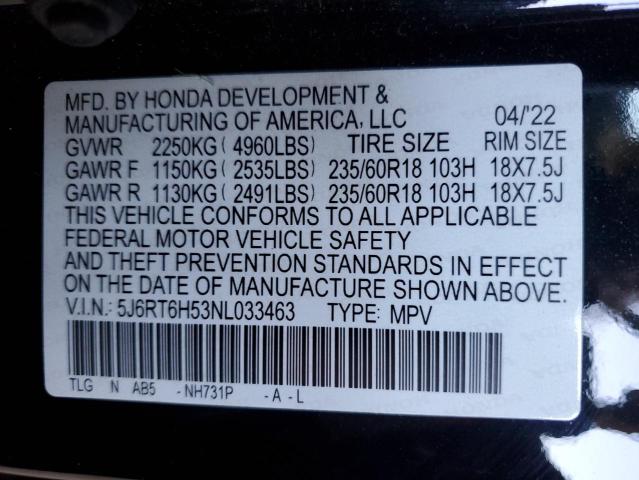 MFD. BY HONDA DEVELOPMENT &
MANUFACTURING OF AMERICA, LLC 04/'22
GVWR 2250KG (4960LBS) TIRE SIZE RIM SIZE
GAWR F 1150KG (2535LBS) 235/60R18 103H 18X7.5J
GAWR R 1130KG (2491LBS) 235/60R18 103H 18X7.5J
THIS VEHICLE CONFORMS TO ALL APPLICABLE
FEDERAL MOTOR VEHICLE SAFETY
AND THEFT PREVENTION STANDARDS IN EFFECT
ON THE DATE OF MANUFACTURE SHOWN ABOVE.
V.I.N.: 5J6RT6H53NL033463 TYPE: MPV
TLG N AB5 -NH731P -A-L